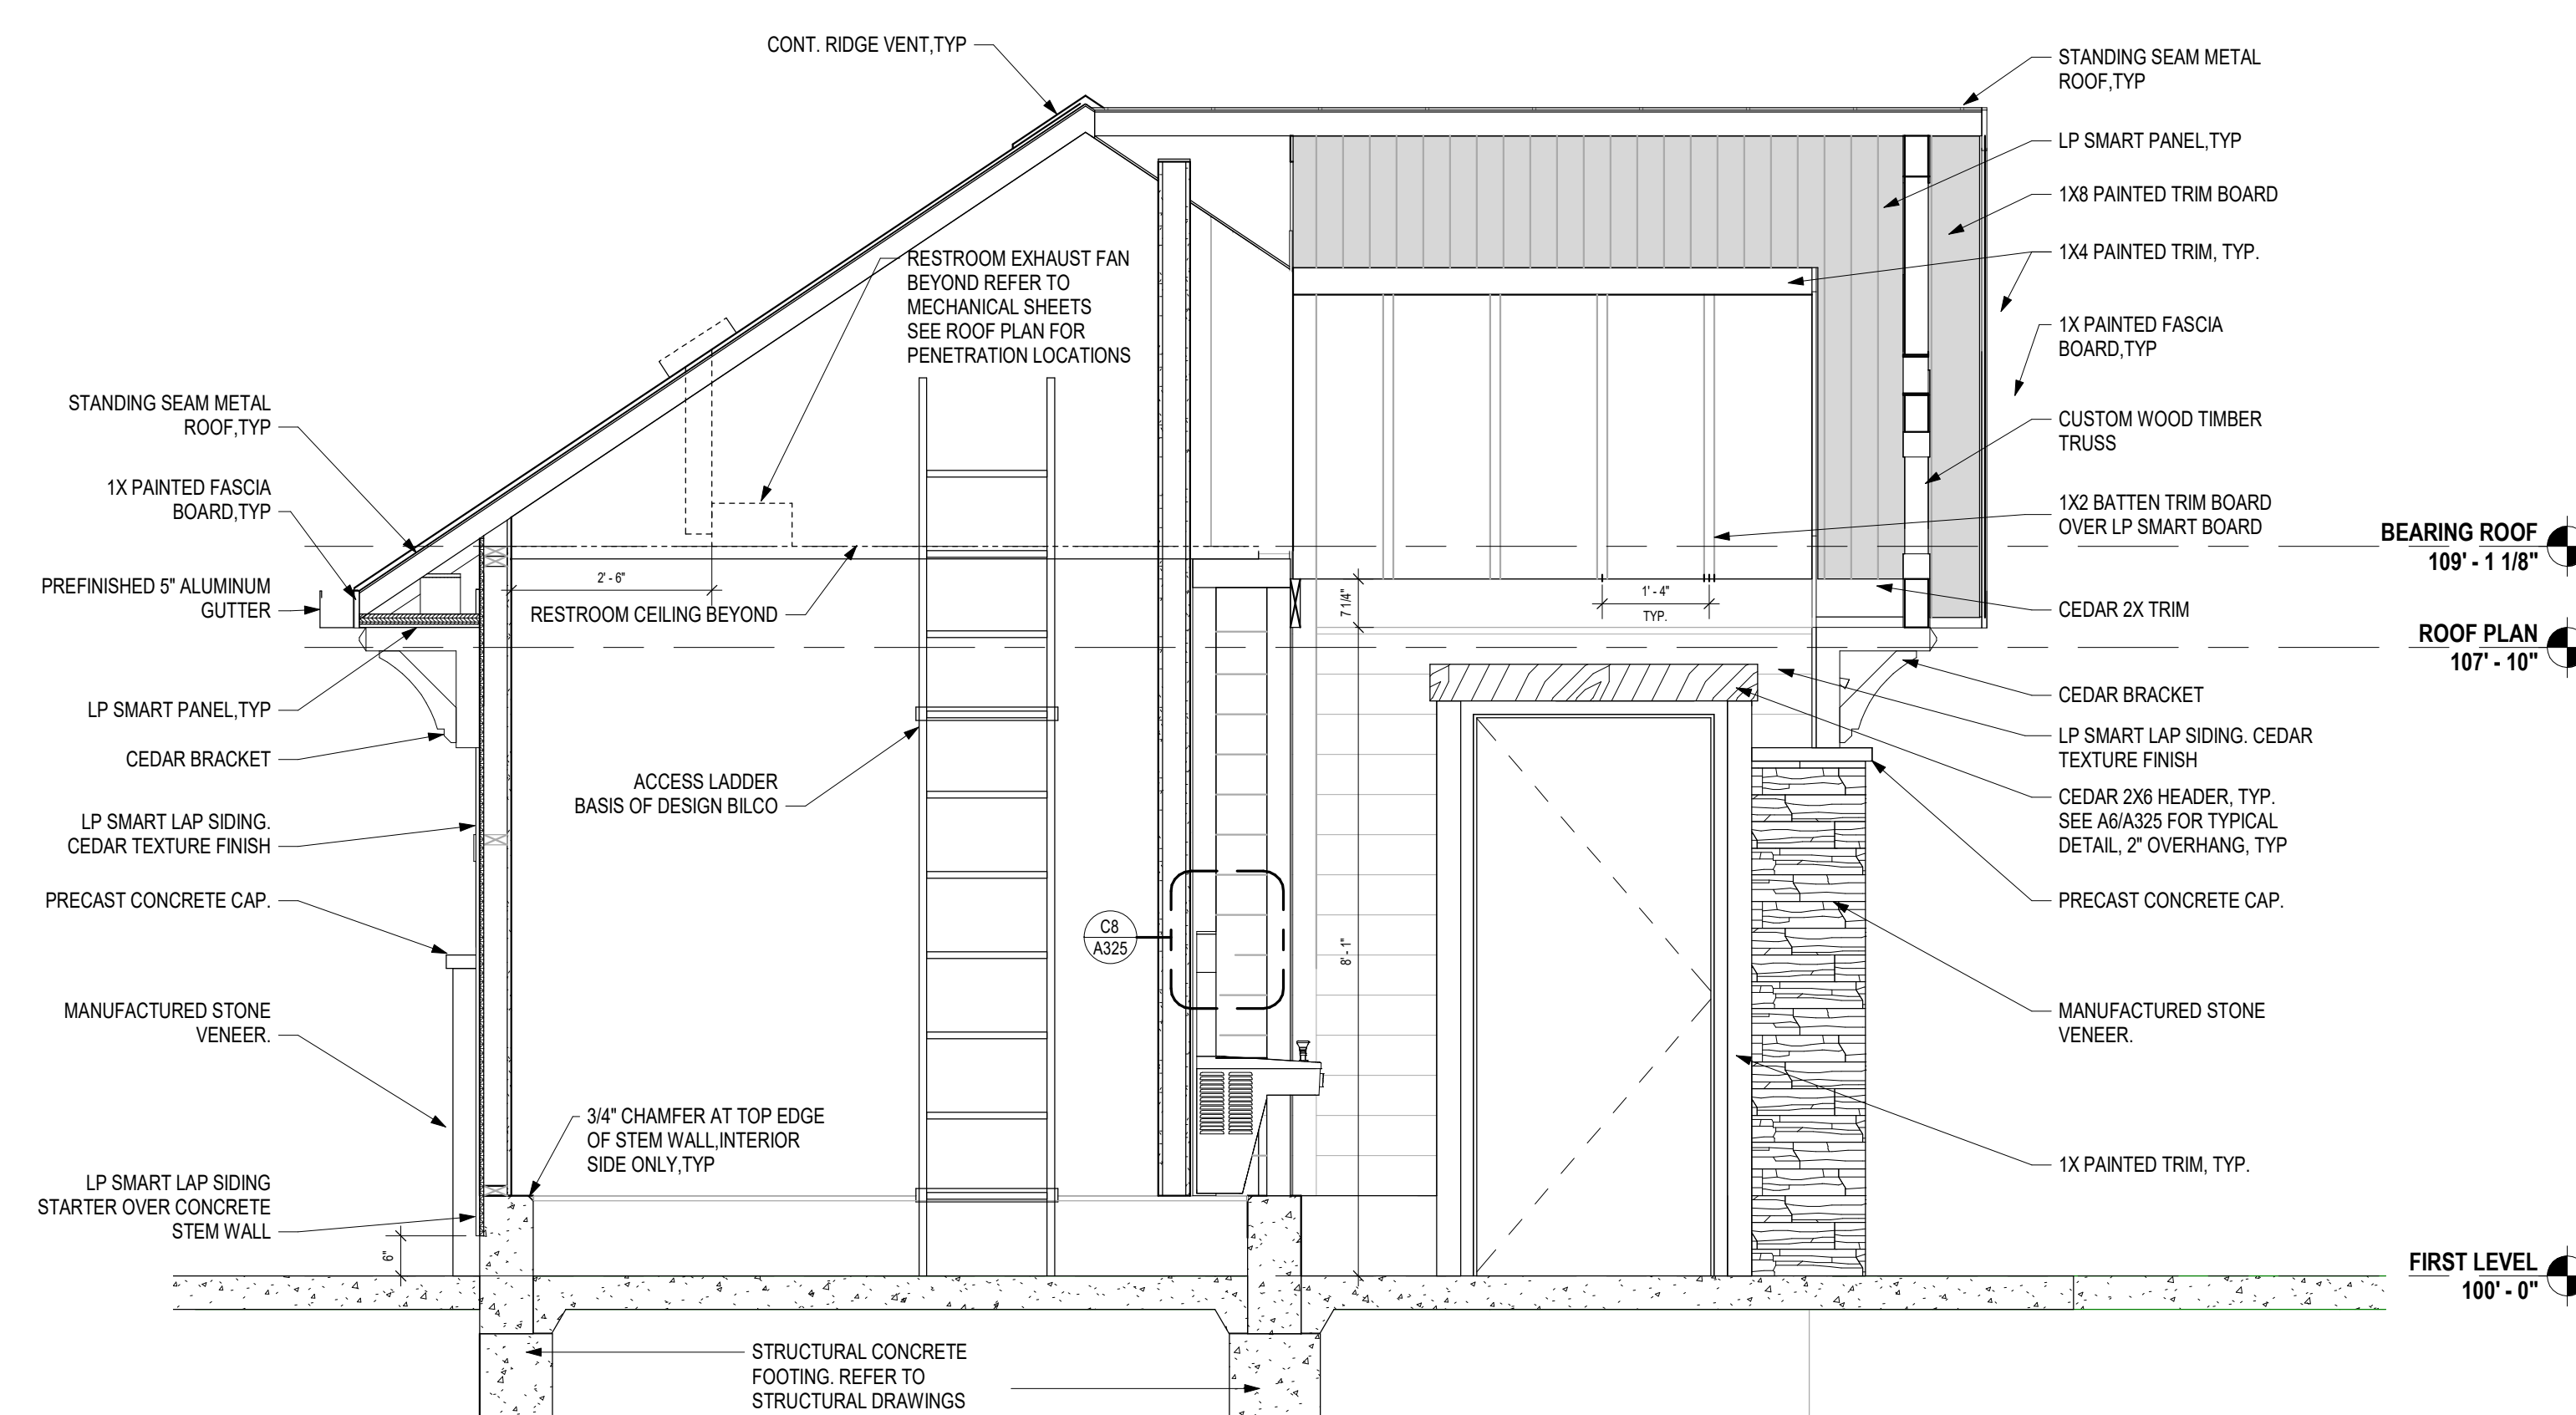 CONT. RIDGE VENT,TYP
STANDING SEAM METAL
ROOF,TYP
LP SMART PANEL,TYP
1X8 PAINTED TRIM BOARD
1X4 PAINTED TRIM, TYP.
1X PAINTED FASCIA
BOARD,TYP
CUSTOM WOOD TIMBER
TRUSS
1X2 BATTEN TRIM BOARD
OVER LP SMART BOARD
CEDAR 2X TRIM
CEDAR BRACKET
LP SMART LAP SIDING. CEDAR
TEXTURE FINISH
CEDAR 2X6 HEADER, TYP.
SEE A6/A325 FOR TYPICAL
DETAIL, 2" OVERHANG, TYP
PRECAST CONCRETE CAP.
MANUFACTURED STONE
VENEER.
1X PAINTED TRIM, TYP.
BEARING ROOF
109' - 1 1/8"
ROOF PLAN
107' - 10"
FIRST LEVEL
100' - 0"
RESTROOM EXHAUST FAN
BEYOND REFER TO
MECHANICAL SHEETS
SEE ROOF PLAN FOR
PENETRATION LOCATIONS
2' - 6"
RESTROOM CEILING BEYOND
7 1/4"
1' - 4"
TYP.
ACCESS LADDER
BASIS OF DESIGN BILCO
C8
A325
8' - 1"
3/4" CHAMFER AT TOP EDGE
OF STEM WALL,INTERIOR
SIDE ONLY,TYP
STRUCTURAL CONCRETE
FOOTING. REFER TO
STRUCTURAL DRAWINGS
STANDING SEAM METAL
ROOF,TYP
1X PAINTED FASCIA
BOARD,TYP
PREFINISHED 5" ALUMINUM
GUTTER
LP SMART PANEL,TYP
CEDAR BRACKET
LP SMART LAP SIDING.
CEDAR TEXTURE FINISH
PRECAST CONCRETE CAP.
MANUFACTURED STONE
VENEER.
LP SMART LAP SIDING
STARTER OVER CONCRETE
STEM WALL
6"